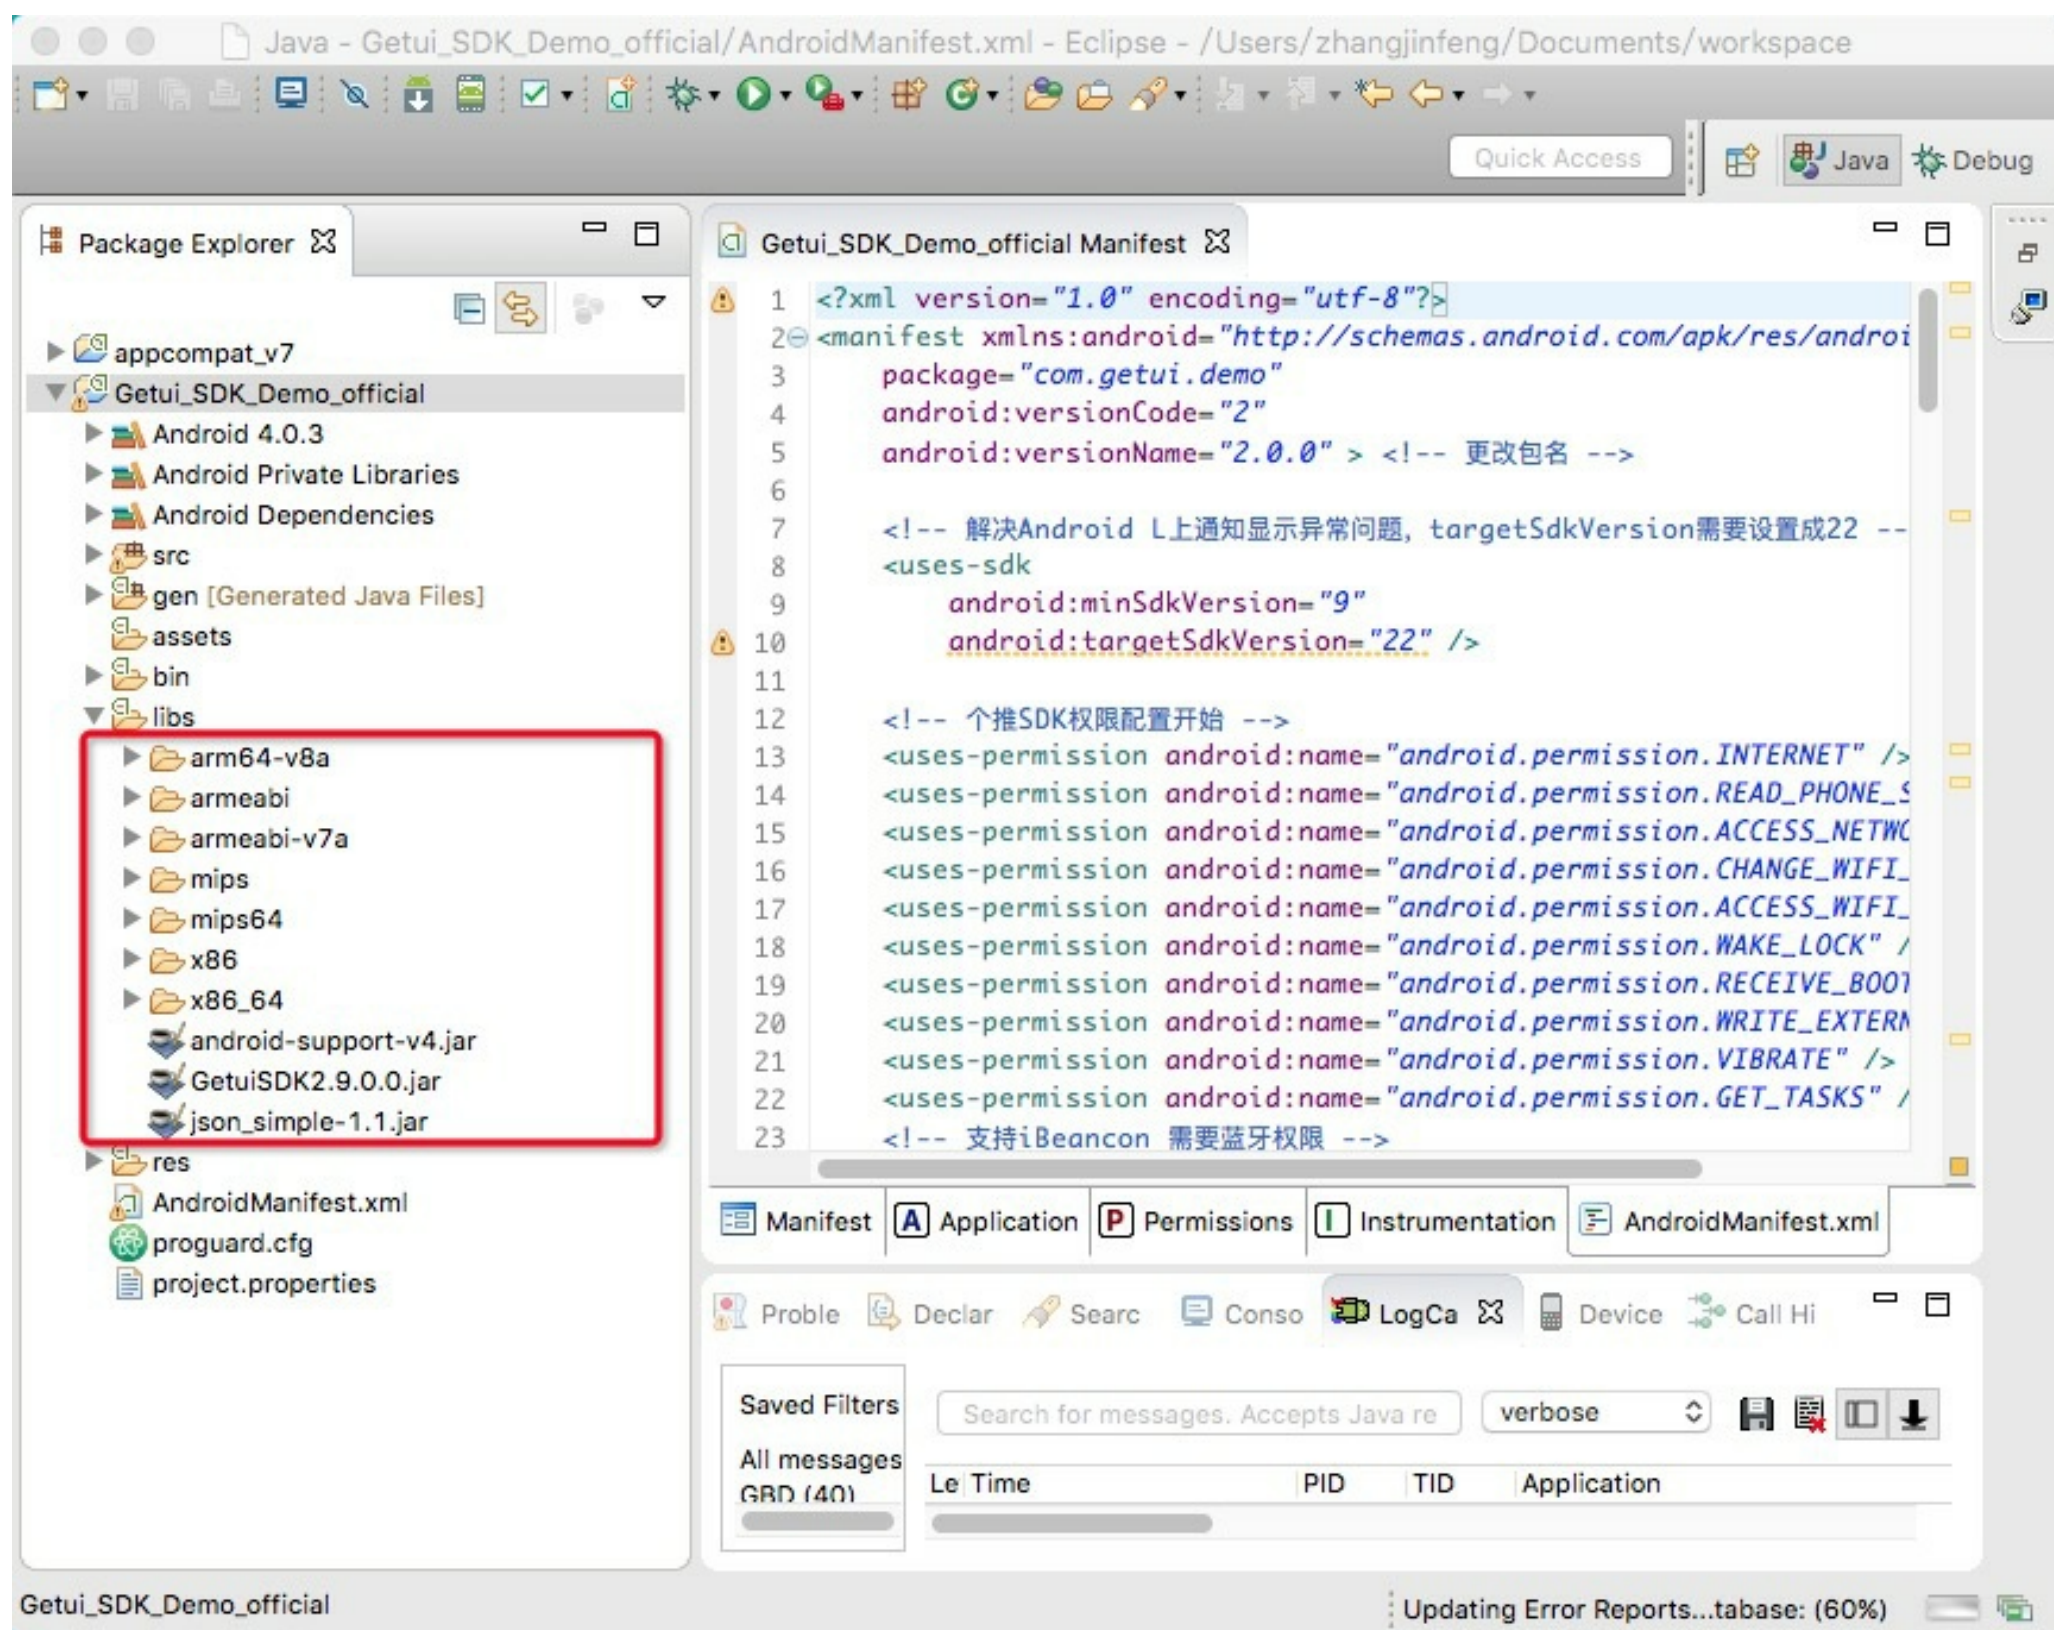 Java - Getui_SDK_Demo_official/AndroidManifest.xml - Eclipse - /Users/zhangjinfeng/Documents/workspace
Quick Access
Java
Debug
Package Explorer
appcompat_v7
Getui_SDK_Demo_official
Android 4.0.3
Android Private Libraries
Android Dependencies
src
gen [Generated Java Files]
assets
bin
libs
arm64-v8a
armeabi
armeabi-v7a
mips
mips64
x86
x86_64
android-support-v4.jar
GetuiSDK2.9.0.0.jar
json_simple-1.1.jar
res
AndroidManifest.xml
proguard.cfg
project.properties
Getui_SDK_Demo_official Manifest
1 <?xml version="1.0" encoding="utf-8"?>
2 <manifest xmlns:android="http://schemas.android.com/apk/res/androi
3 package="com.getui.demo"
4 android:versionCode="2"
5 android:versionName="2.0.0" > <!-- 更改包名 -->
6
7 <!-- 解决Android L上通知显示异常问题, targetSdkVersion需要设置成22 --
8 <uses-sdk
9 android:minSdkVersion="9"
10 android:targetSdkVersion="22" />
11
12 <!-- 个推SDK权限配置开始 -->
13 <uses-permission android:name="android.permission.INTERNET" />
14 <uses-permission android:name="android.permission.READ_PHONE_S
15 <uses-permission android:name="android.permission.ACCESS_NETWO
16 <uses-permission android:name="android.permission.CHANGE_WIFI_
17 <uses-permission android:name="android.permission.ACCESS_WIFI_
18 <uses-permission android:name="android.permission.WAKE_LOCK" /
19 <uses-permission android:name="android.permission.RECEIVE_BOOT
20 <uses-permission android:name="android.permission.WRITE_EXTERN
21 <uses-permission android:name="android.permission.VIBRATE" />
22 <uses-permission android:name="android.permission.GET_TASKS" /
23 <!-- 支持iBeancon 需要蓝牙权限 -->
Manifest
A Application
P Permissions
I Instrumentation
AndroidManifest.xml
Proble
Declar
Searc
Conso
LogCa
Device
Call Hi
Saved Filters
All messages
GBD (40)
Search for messages. Accepts Java re
verbose
Le Time PID TID Application
Getui_SDK_Demo_official
Updating Error Reports...tabase: (60%)